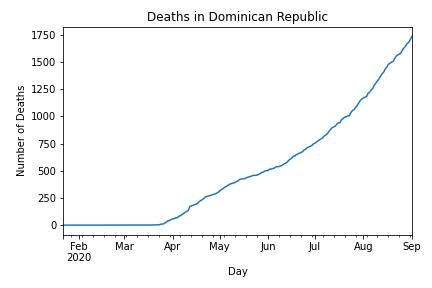 Deaths in Dominican Republic
1750
1500
1250
1000
750
500
250
0
Number of Deaths
Feb Mar Apr May Jun Jul Aug Sep
2020
Day